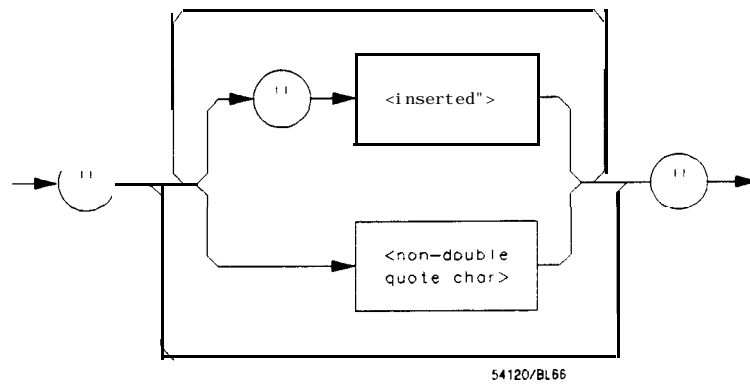 "
<inserted">
"
"
<non-double
quote char>
54120/BL66